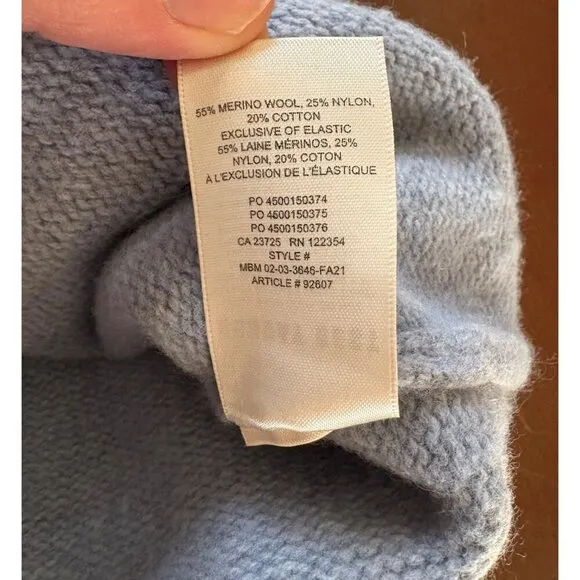 55% MERINO WOOL, 25% NYLON,
20% COTTON
EXCLUSIVE OF ELASTIC
55% LAINE MÉRINOS, 25%
NYLON, 20% COTON
À L'EXCLUSION DE L'ÉLASTIQUE
PO 4500150374
PO 4500150375
PO 4500150376
CA 23725 RN 122354
STYLE #
MBM 02-03-3646-FA21
ARTICLE # 92607